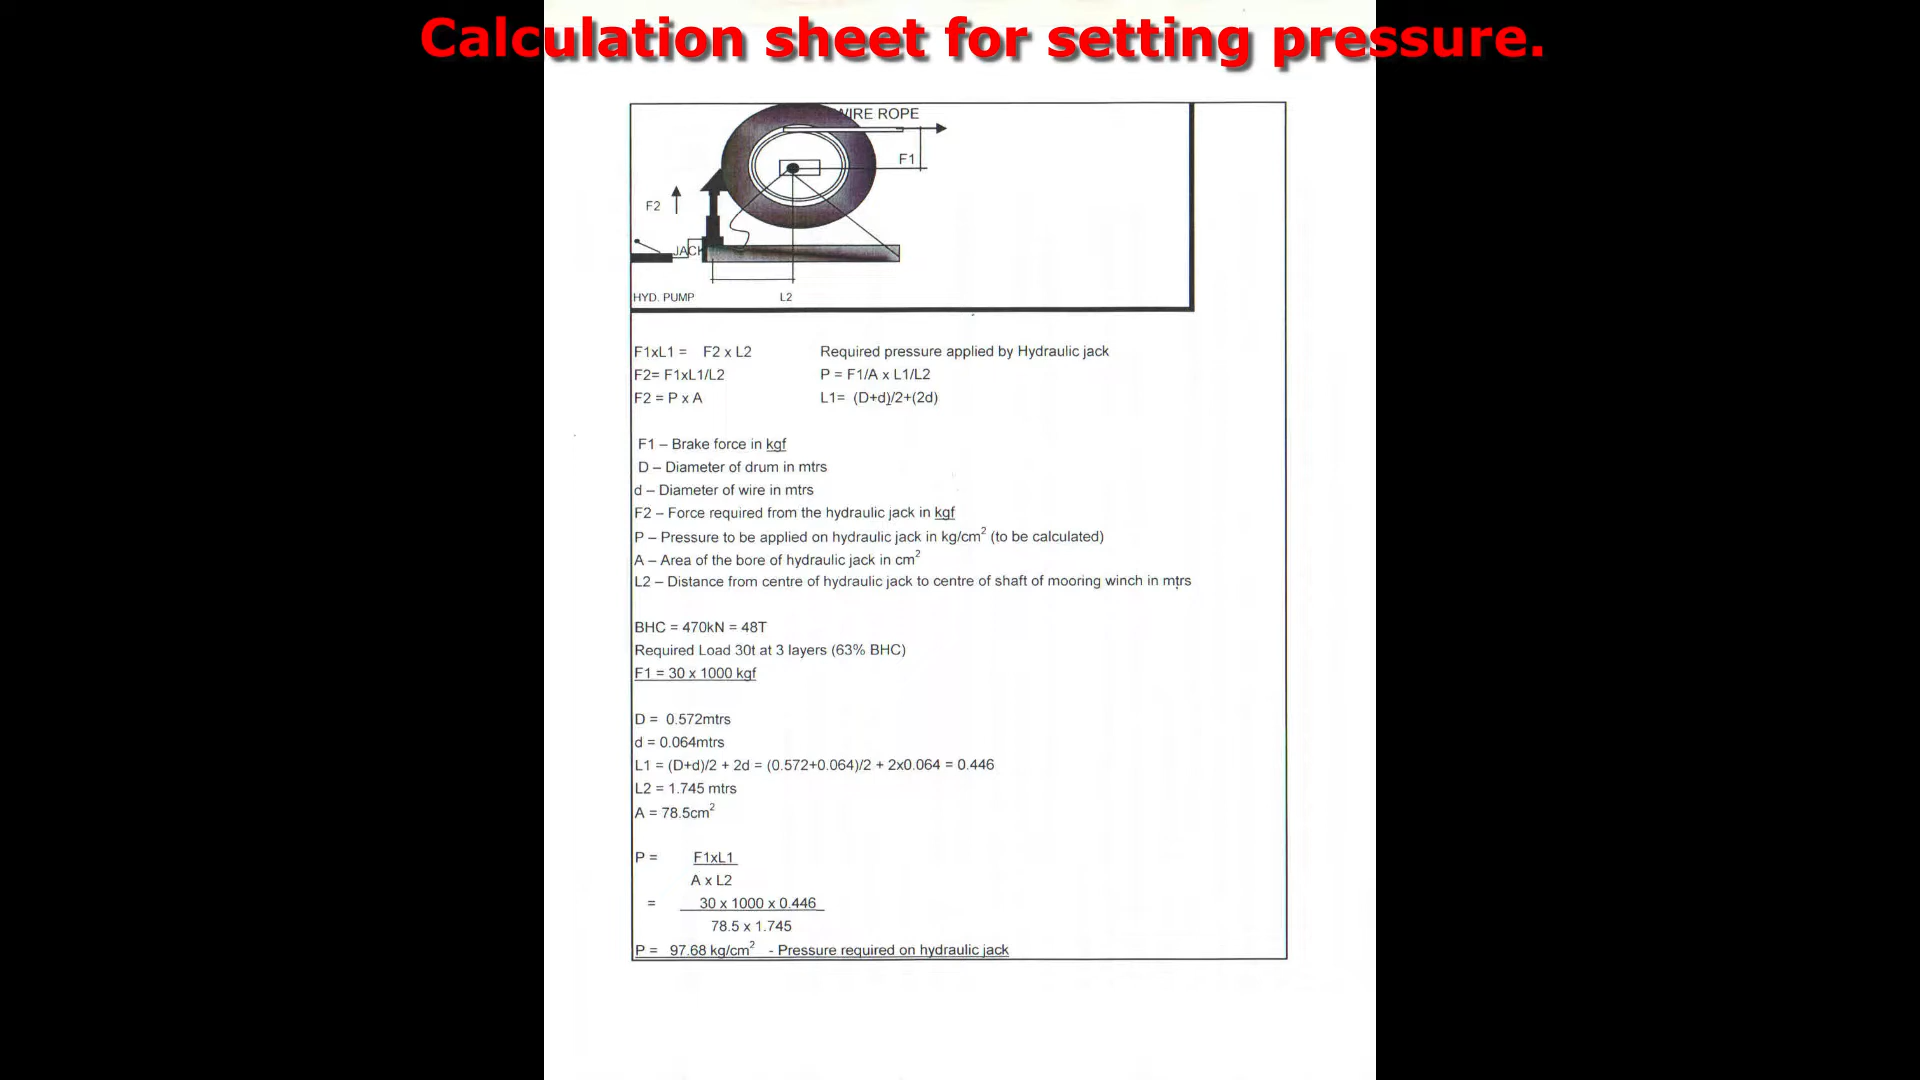 Calculation sheet for setting pressure.
WIRE ROPE
F1
F2
JACK
HYD. PUMP L2
F1xL1 = F2 x L2 Required pressure applied by Hydraulic jack
F2= F1xL1/L2 P = F1/A x L1/L2
F2 = P x A L1= (D+d)/2+(2d)
F1 – Brake force in kgf
D – Diameter of drum in mtrs
d – Diameter of wire in mtrs
F2 – Force required from the hydraulic jack in kgf
P – Pressure to be applied on hydraulic jack in kg/cm² (to be calculated)
A – Area of the bore of hydraulic jack in cm²
L2 – Distance from centre of hydraulic jack to centre of shaft of mooring winch in mtrs
BHC = 470kN = 48T
Required Load 30t at 3 layers (63% BHC)
F1 = 30 x 1000 kgf
D = 0.572mtrs
d = 0.064mtrs
L1 = (D+d)/2 + 2d = (0.572+0.064)/2 + 2x0.064 = 0.446
L2 = 1.745 mtrs
A = 78.5cm²
P = F1xL1
A x L2
= 30 x 1000 x 0.446
78.5 x 1.745
P = 97.68 kg/cm² - Pressure required on hydraulic jack